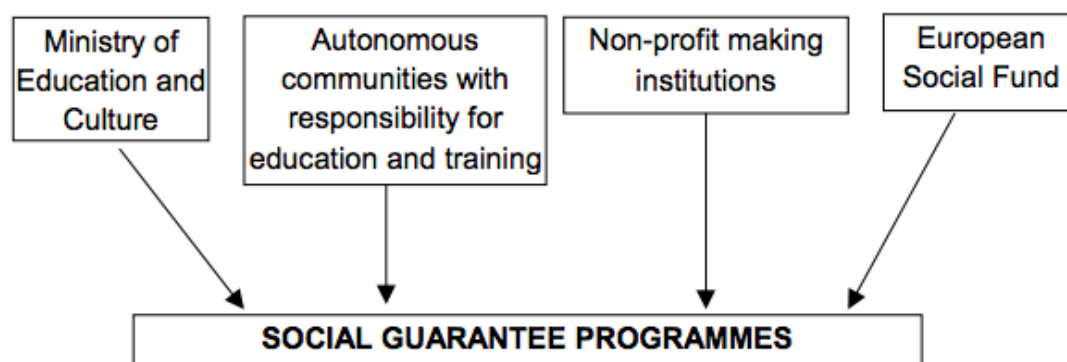 Ministry of
Education and
Culture
Autonomous
communities with
responsibility for
education and training
Non-profit making
institutions
European
Social Fund
SOCIAL GUARANTEE PROGRAMMES